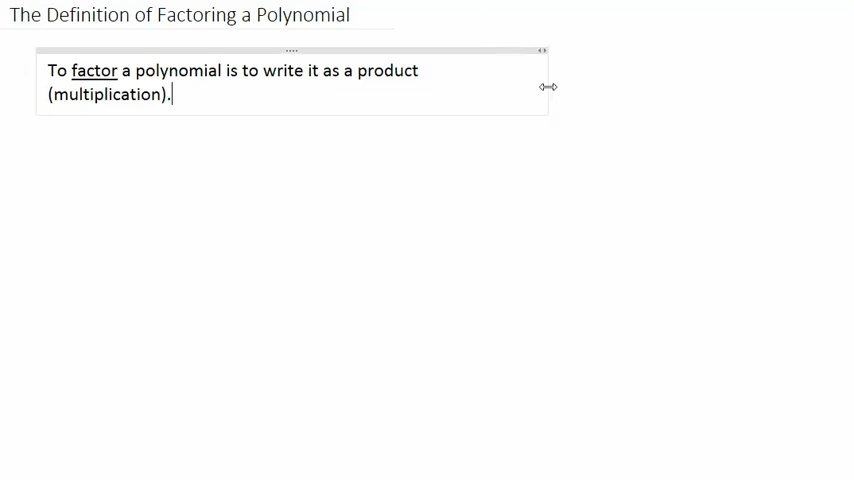 The Definition of Factoring a Polynomial
To factor a polynomial is to write it as a product
(multiplication).